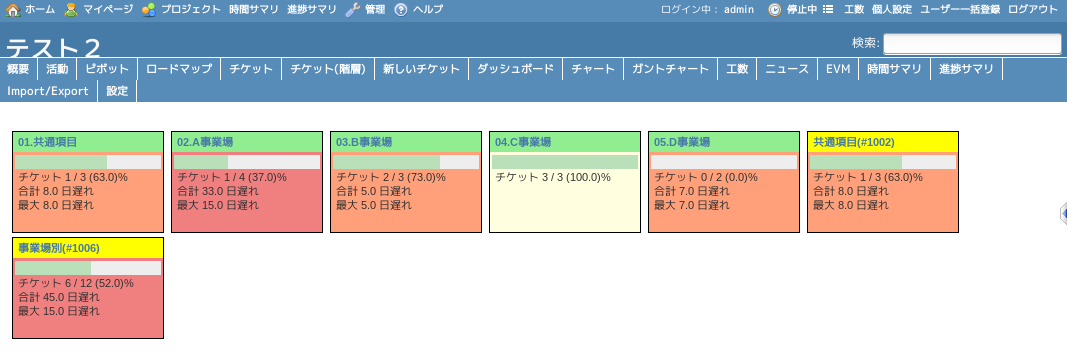 ホーム マイページ プロジェクト 時間サマリ 進捗サマリ 管理 ヘルプ ログイン中： admin 停止中 工数 個人設定 ユーザー一括登録 ログアウト
テスト２ 検索:
概要 活動 ピボット ロードマップ チケット チケット(階層) 新しいチケット ダッシュボード チャート ガントチャート 工数 ニュース EVM 時間サマリ 進捗サマリ
Import/Export 設定
01.共通項目
チケット 1 / 3 (63.0)%
合計 8.0 日遅れ
最大 8.0 日遅れ
02.A事業場
チケット 1 / 4 (37.0)%
合計 33.0 日遅れ
最大 15.0 日遅れ
03.B事業場
チケット 2 / 3 (73.0)%
合計 5.0 日遅れ
最大 5.0 日遅れ
04.C事業場
チケット 3 / 3 (100.0)%
05.D事業場
チケット 0 / 2 (0.0)%
合計 7.0 日遅れ
最大 7.0 日遅れ
共通項目(#1002)
チケット 1 / 3 (63.0)%
合計 8.0 日遅れ
最大 8.0 日遅れ
事業場別(#1006)
チケット 6 / 12 (52.0)%
合計 45.0 日遅れ
最大 15.0 日遅れ